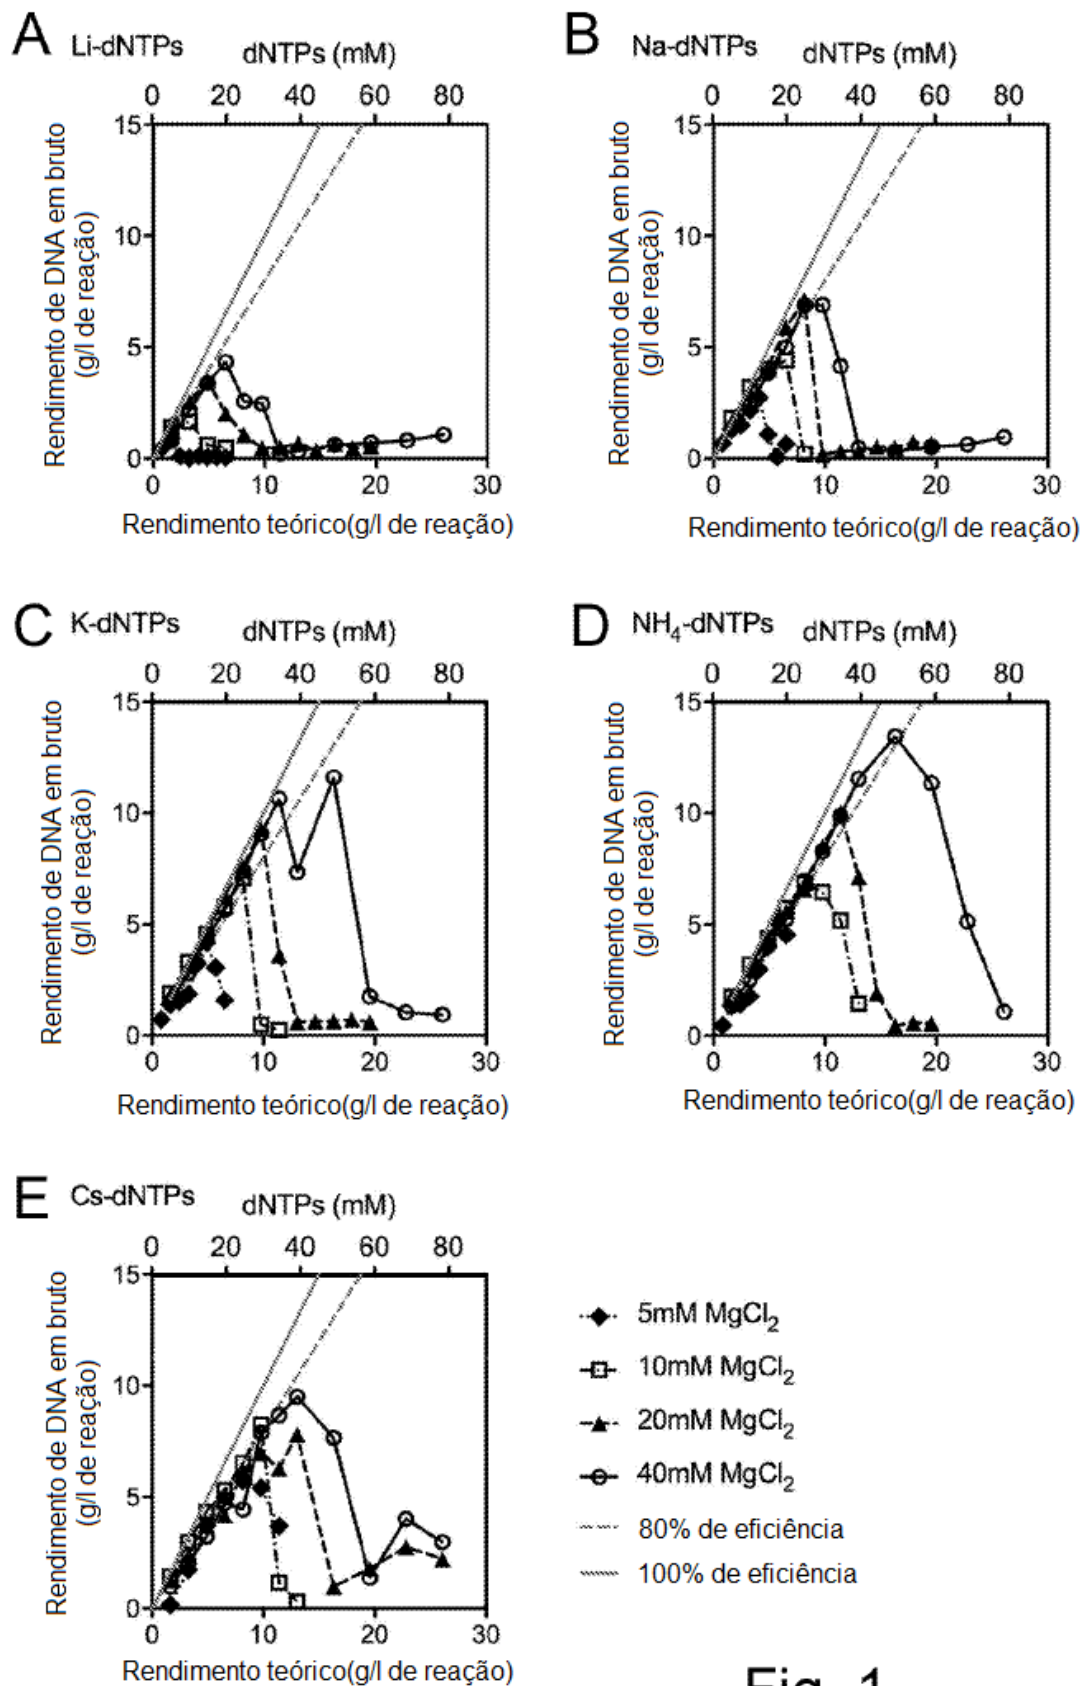 A Li-dNTPs dNTPs (mM)
0 20 40 60 80
Rendimento de DNA em bruto
(g/l de reação)
15
10
5
0
0 10 20 30
Rendimento teórico(g/l de reação)
B Na-dNTPs dNTPs (mM)
0 20 40 60 80
Rendimento de DNA em bruto
(g/l de reação)
15
10
5
0
0 10 20 30
Rendimento teórico(g/l de reação)
C K-dNTPs dNTPs (mM)
0 20 40 60 80
Rendimento de DNA em bruto
(g/l de reação)
15
10
5
0
0 10 20 30
Rendimento teórico(g/l de reação)
D NH₄-dNTPs dNTPs (mM)
0 20 40 60 80
Rendimento de DNA em bruto
(g/l de reação)
15
10
5
0
0 10 20 30
Rendimento teórico(g/l de reação)
E Cs-dNTPs dNTPs (mM)
0 20 40 60 80
Rendimento de DNA em bruto
(g/l de reação)
15
10
5
0
0 10 20 30
Rendimento teórico(g/l de reação)
5mM MgCl₂
10mM MgCl₂
20mM MgCl₂
40mM MgCl₂
80% de eficiência
100% de eficiência
Fig. 1